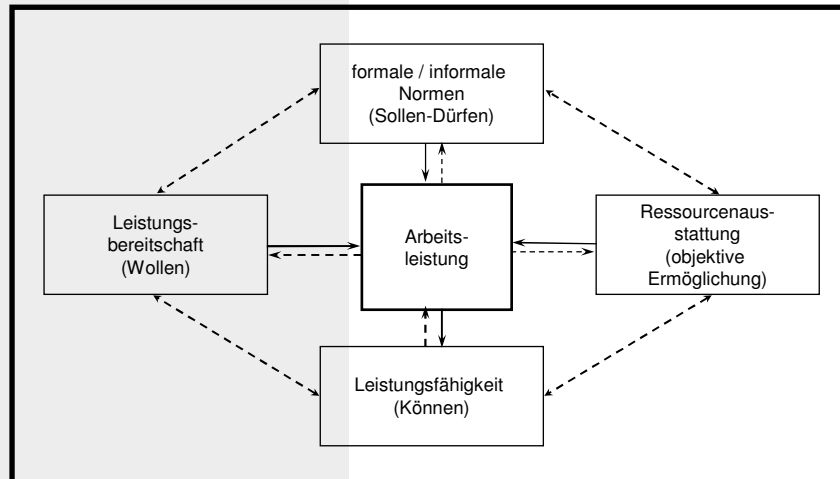 formale / informale
Normen
(Sollen-Dürfen)
Leistungs-
bereitschaft
(Wollen)
Arbeits-
leistung
Ressourcenaus-
stattung
(objektive
Ermöglichung)
Leistungsfähigkeit
(Können)